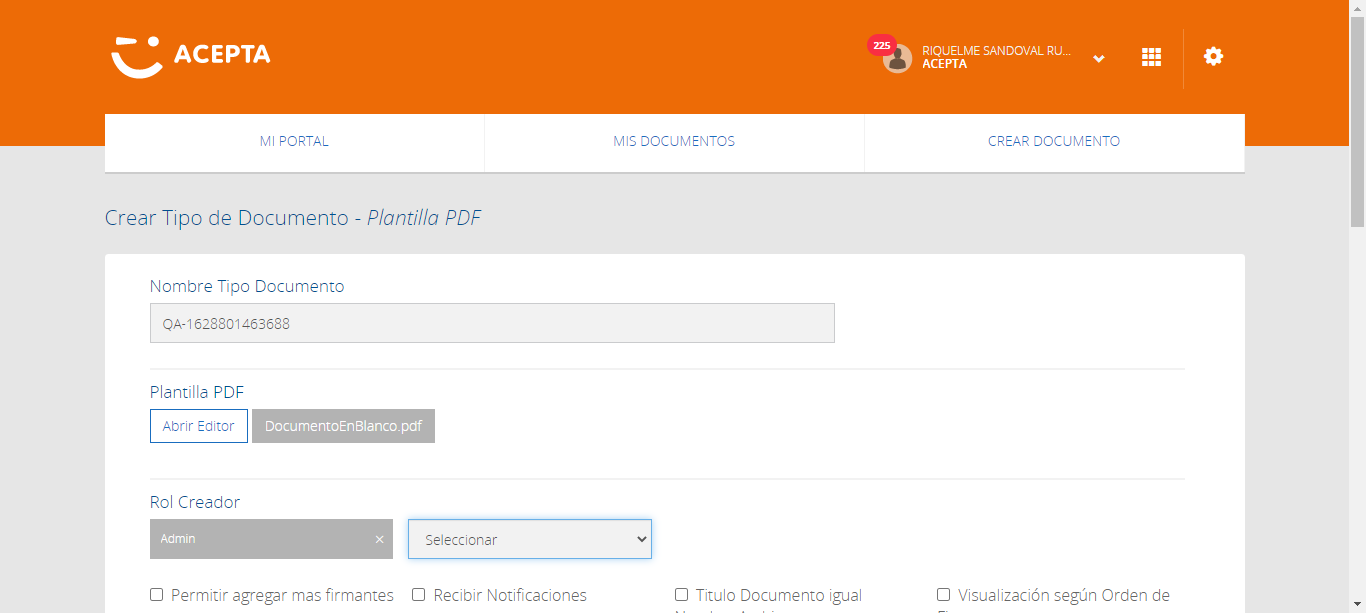 ACEPTA
225
RIQUELME SANDOVAL RU...
ACEPTA
MI PORTAL
MIS DOCUMENTOS
CREAR DOCUMENTO
Crear Tipo de Documento - Plantilla PDF
Nombre Tipo Documento
QA-1628801463688
Plantilla PDF
Abrir Editor
DocumentoEnBlanco.pdf
Rol Creador
Admin ×
Seleccionar
Permitir agregar mas firmantes
Recibir Notificaciones
Titulo Documento igual
Visualización según Orden de